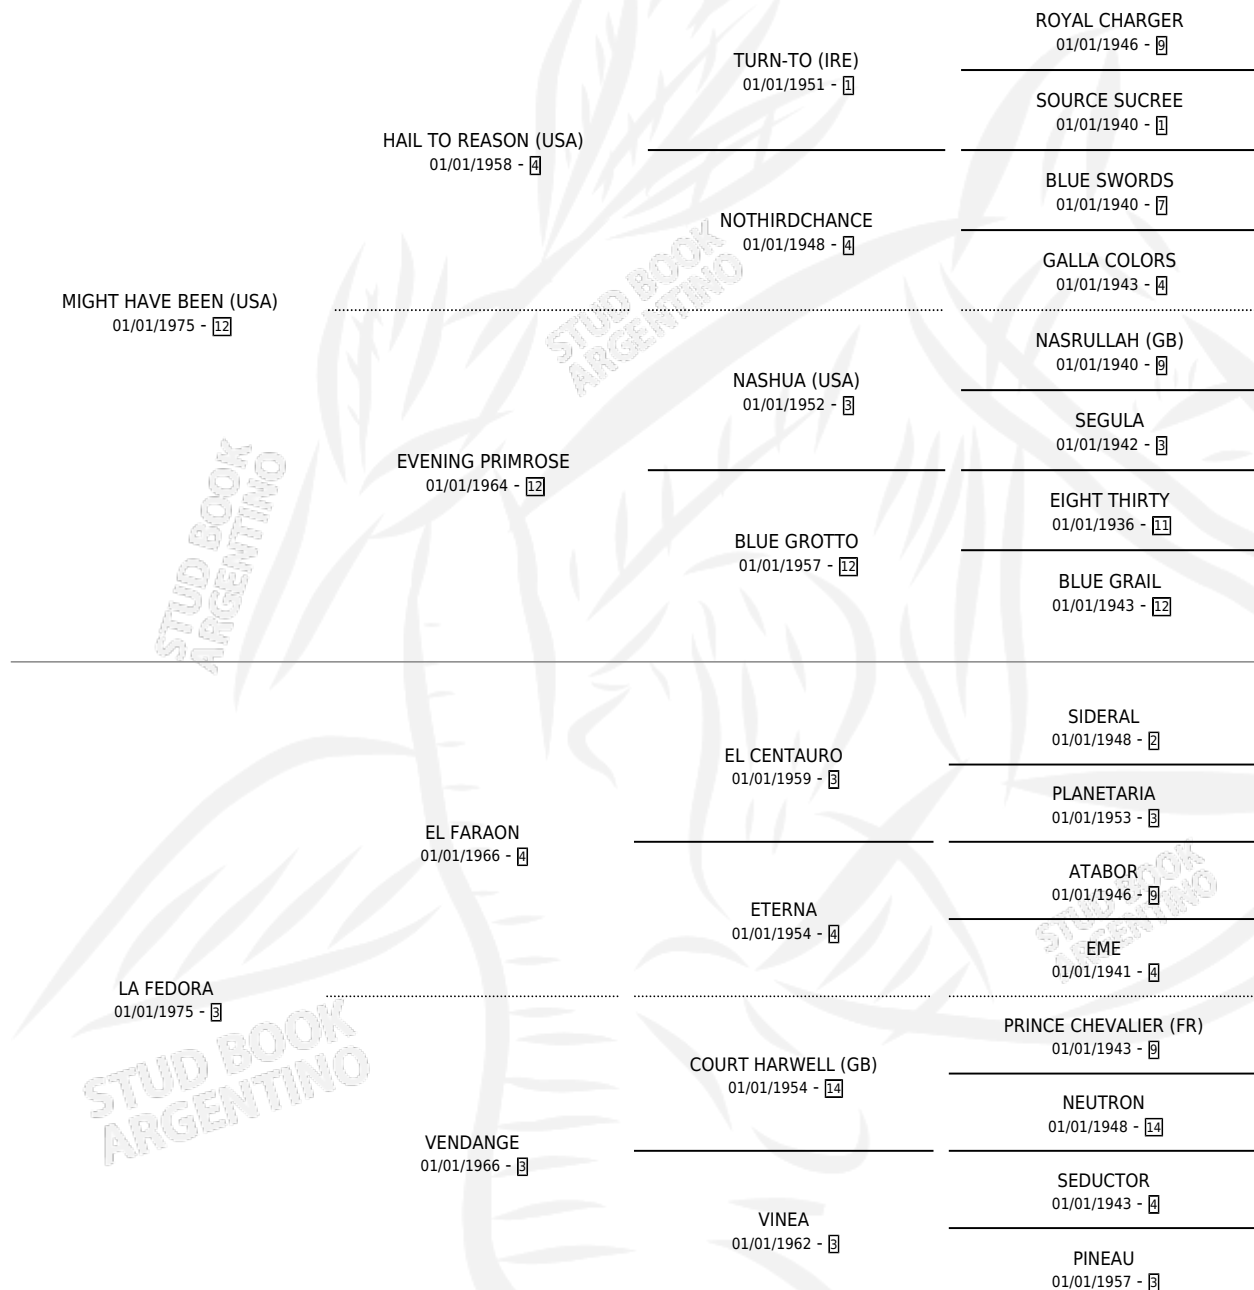 ROYAL CHARGER
01/01/1946 - 9
TURN-TO (IRE)
01/01/1951 - 1
SOURCE SUCREE
01/01/1940 - 1
HAIL TO REASON (USA)
01/01/1958 - 4
BLUE SWORDS
01/01/1940 - 7
NOTHIRDCHANCE
01/01/1948 - 4
GALLA COLORS
01/01/1943 - 4
MIGHT HAVE BEEN (USA)
01/01/1975 - 12
STUD BOOK
ARGENTINO
NASRULLAH (GB)
01/01/1940 - 9
NASHUA (USA)
01/01/1952 - 3
SEGULA
01/01/1942 - 3
EVENING PRIMROSE
01/01/1964 - 12
EIGHT THIRTY
01/01/1936 - 11
BLUE GROTTO
01/01/1957 - 12
BLUE GRAIL
01/01/1943 - 12
STUD BOOK
ARGENTINO
SIDERAL
01/01/1948 - 2
EL CENTAURO
01/01/1959 - 3
PLANETARIA
01/01/1953 - 3
EL FARAON
01/01/1966 - 4
ATABOR
01/01/1946 - 9
ETERNA
01/01/1954 - 4
EME
01/01/1941 - 4
STUD BOOK
ARGENTINO
LA FEDORA
01/01/1975 - 3
PRINCE CHEVALIER (FR)
01/01/1943 - 9
COURT HARWELL (GB)
01/01/1954 - 14
NEUTRON
01/01/1948 - 14
STUD BOOK
ARGENTINO
VENDANGE
01/01/1966 - 3
SEDUCTOR
01/01/1943 - 4
VINEA
01/01/1962 - 3
PINEAU
01/01/1957 - 3